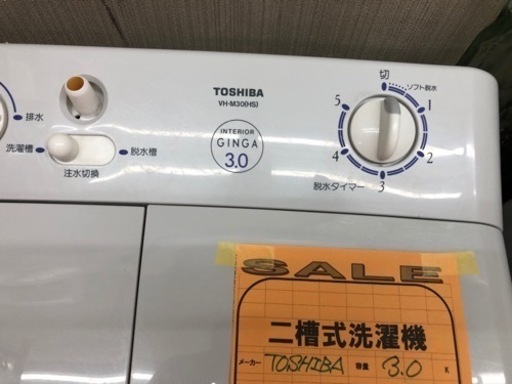 TOSHIBA
VH-M30(HS)
INTERIOR
GINGA
3.0
排水
洗濯槽
脱水槽
注水切換
切
ソフト脱水
1
2
3
4
5
脱水タイマー
SALE
二槽式洗濯機
メーカー TOSHIBA 容量 3.0 K